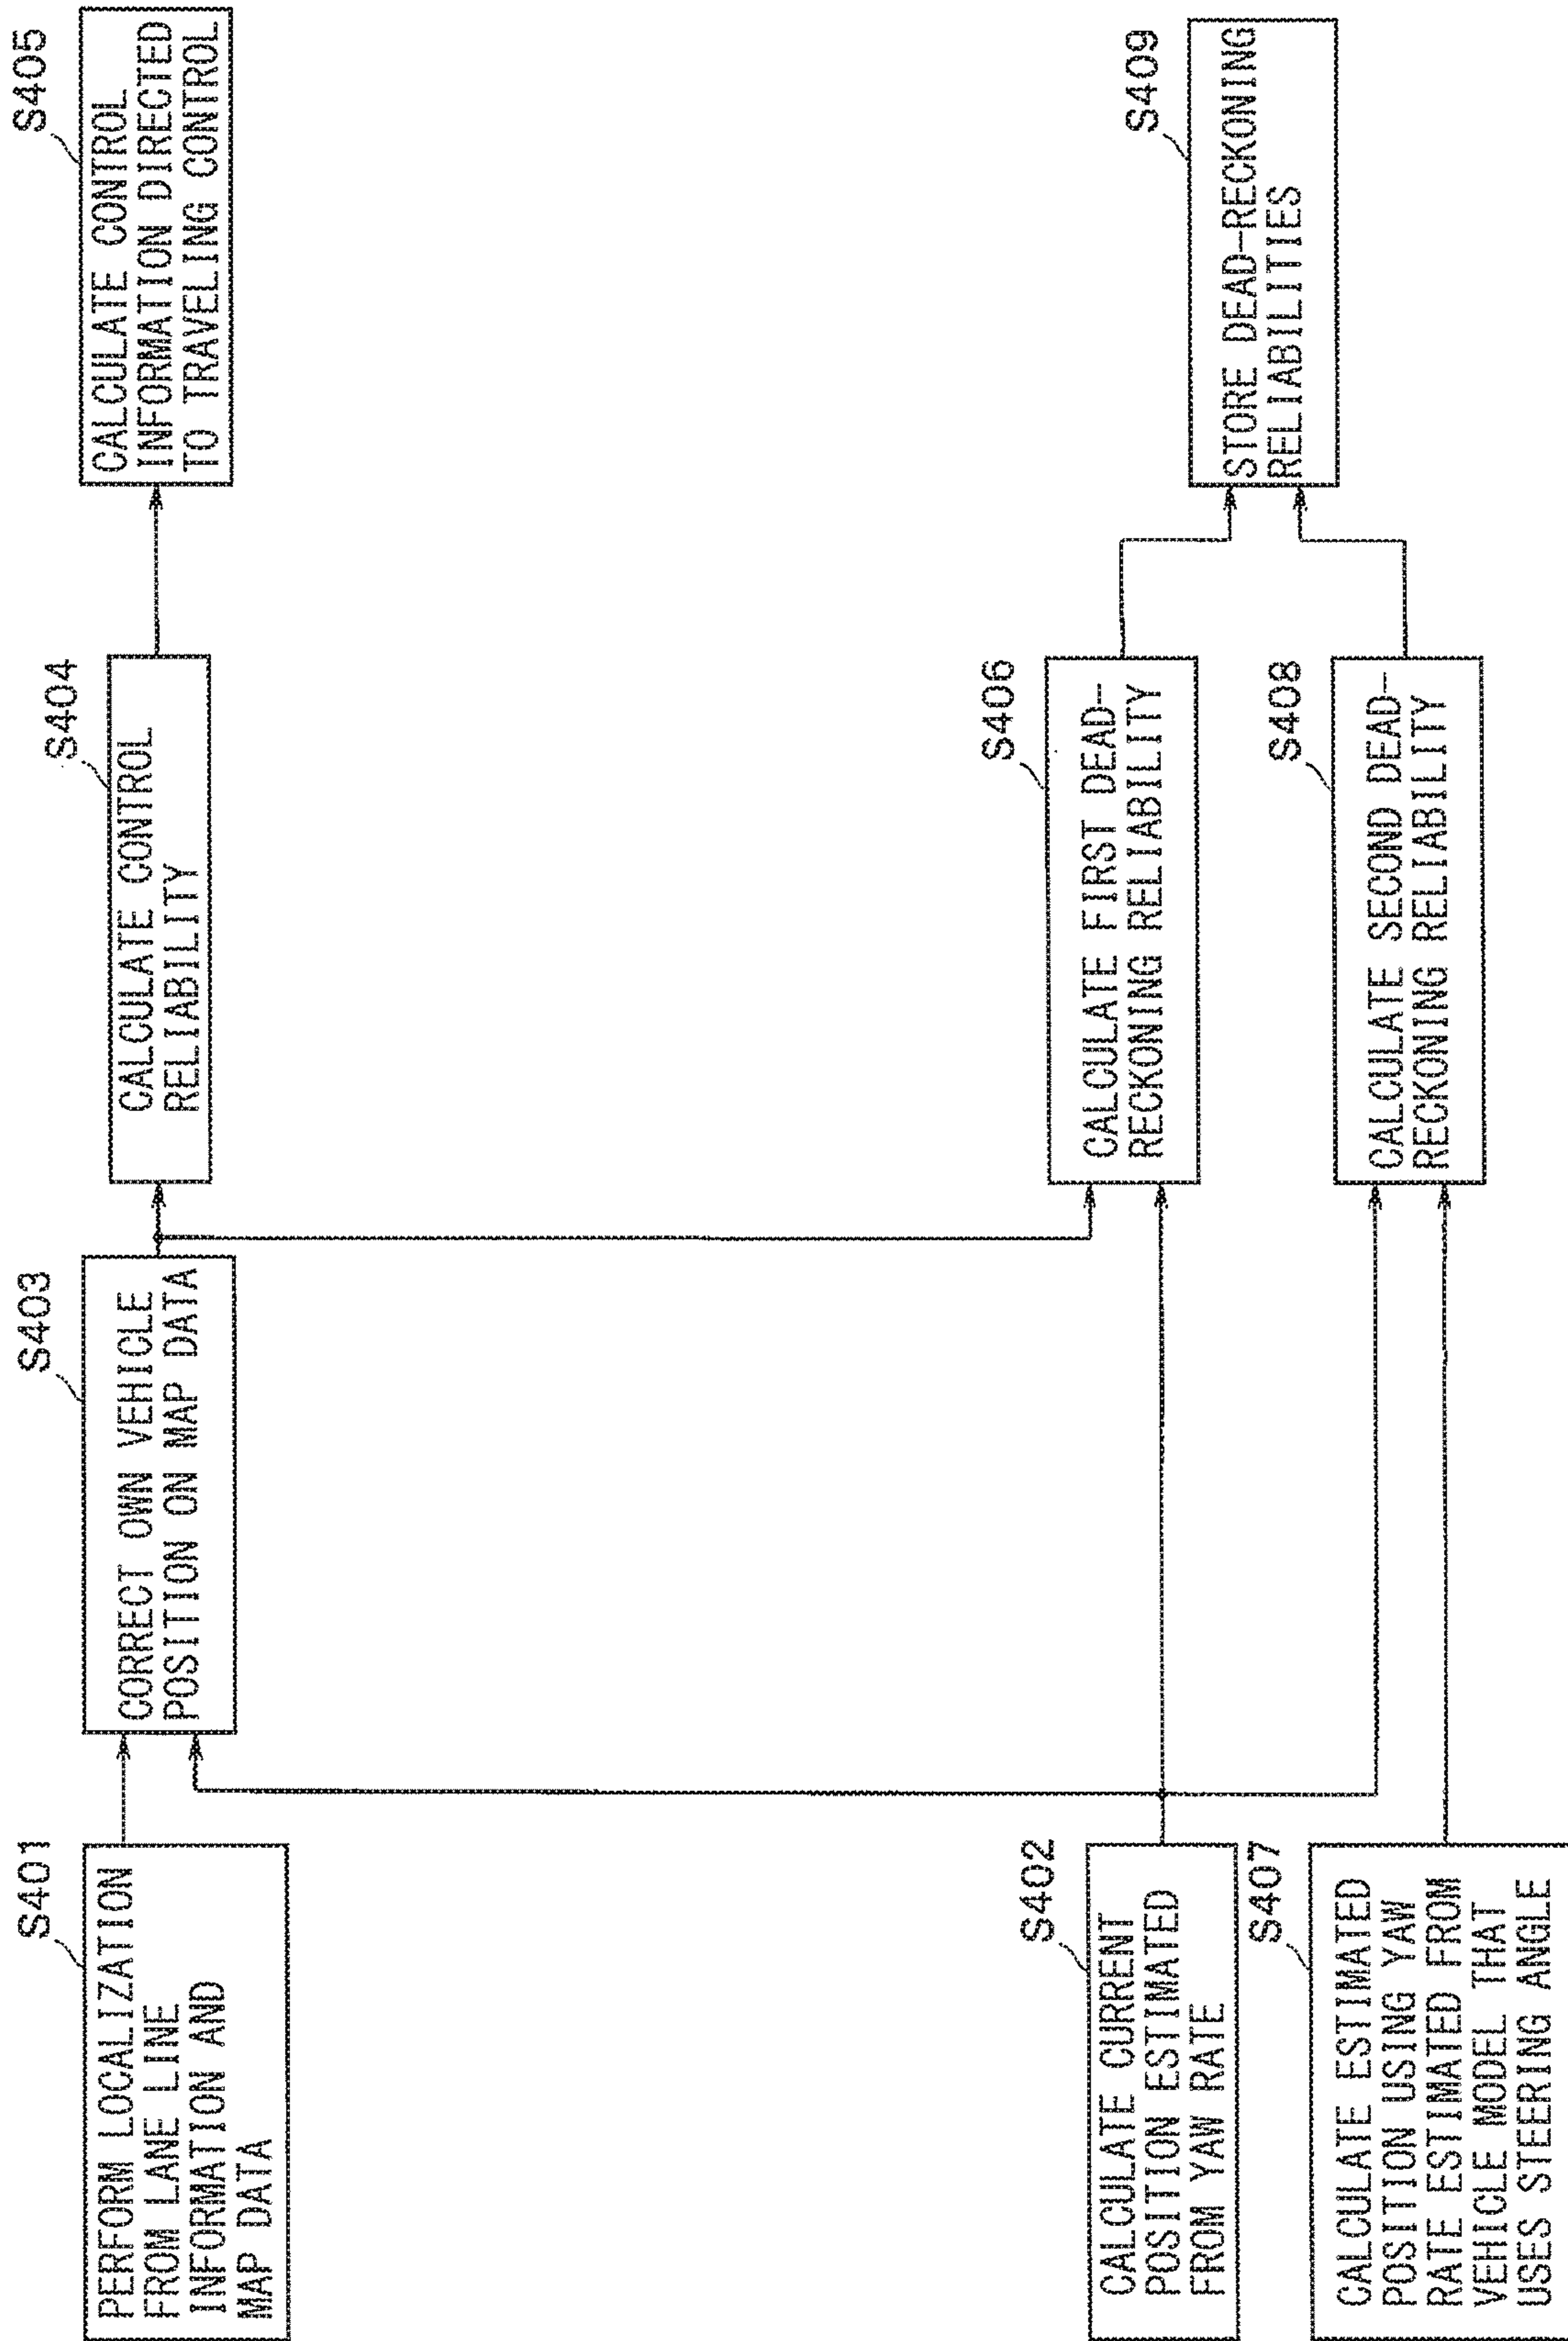 S401
PERFORM LOCALIZATION
FROM LANE LINE
INFORMATION AND
MAP DATA
S403
CORRECT OWN VEHICLE
POSITION ON MAP DATA
S404
CALCULATE CONTROL
RELIABILITY
S405
CALCULATE CONTROL
INFORMATION DIRECTED
TO TRAVELING CONTROL
S402
CALCULATE CURRENT
POSITION ESTIMATED
FROM YAW RATE
S406
CALCULATE FIRST DEAD-
RECKONING RELIABILITY
S409
STORE DEAD-RECKONING
RELIABILITIES
S407
CALCULATE ESTIMATED
POSITION USING YAW
RATE ESTIMATED FROM
VEHICLE MODEL THAT
USES STEERING ANGLE
S408
CALCULATE SECOND DEAD-
RECKONING RELIABILITY